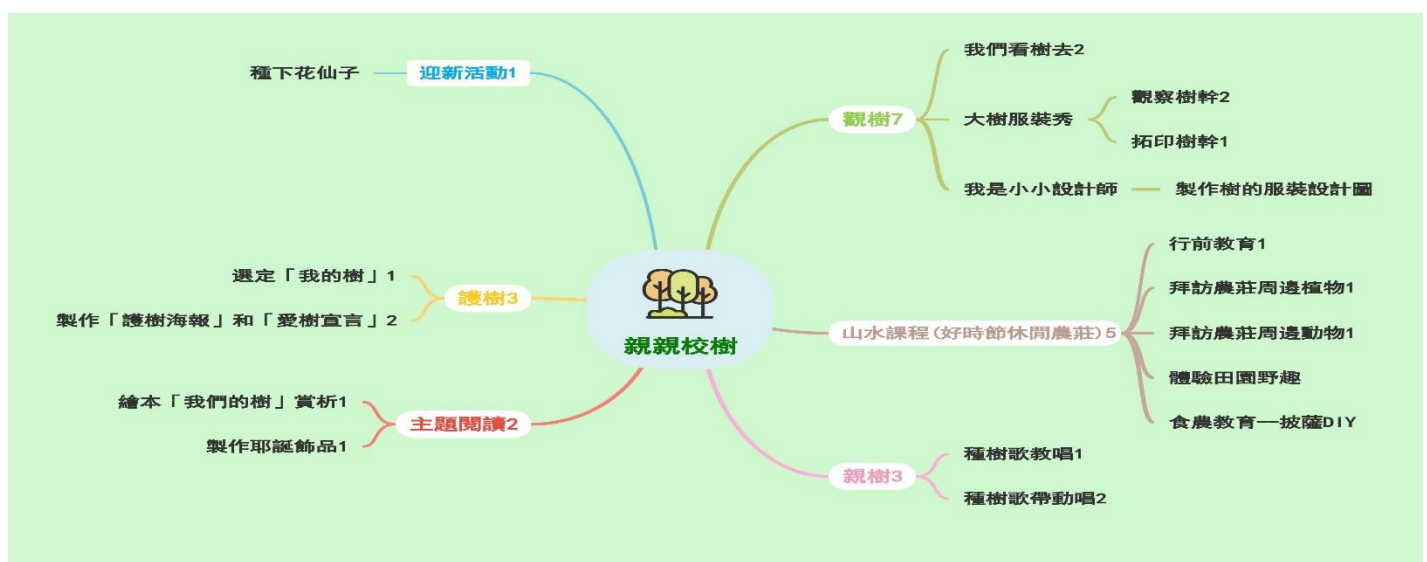 種下花仙子
迎新活動1
選定「我的樹」1
護樹3
製作「護樹海報」和「愛樹宣言」2
繪本「我們的樹」賞析1
主題閱讀2
製作耶誕飾品1
親親校樹
我們看樹去2
觀樹7
大樹服裝秀
觀察樹幹2
拓印樹幹1
我是小小設計師
製作樹的服裝設計圖
行前教育1
拜訪農莊周邊植物1
山水課程(好時節休閒農莊)5
拜訪農莊周邊動物1
體驗田園野趣
食農教育——披薩DIY
種樹歌教唱1
親樹3
種樹歌帶動唱2